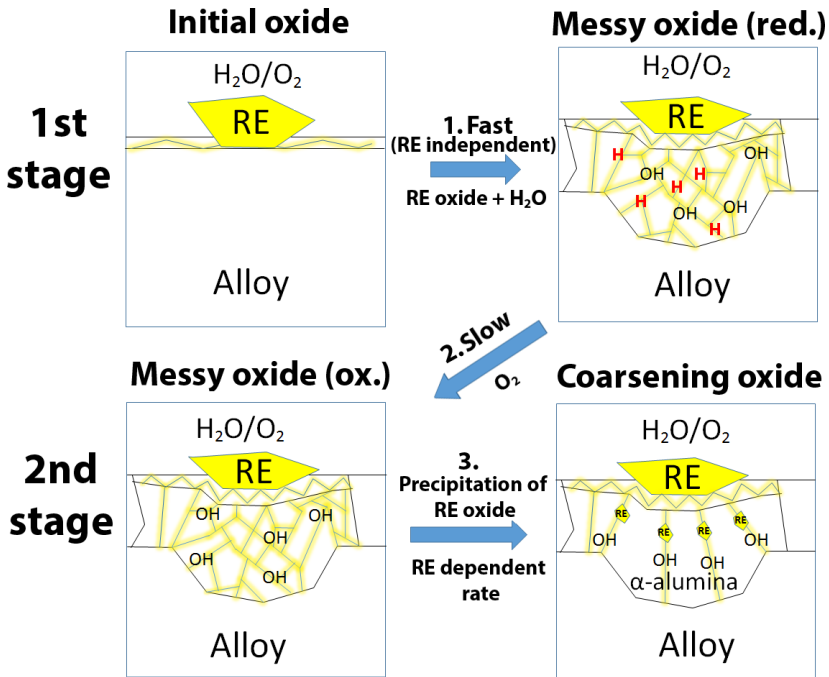 Initial oxide
Messy oxide (red.)
1st
stage
H₂O/O₂
RE
Alloy
1. Fast
(RE independent)
RE oxide + H₂O
H₂O/O₂
RE
H
OH
OH
H
H
H
OH
OH
H
Alloy
2. Slow
O₂
Messy oxide (ox.)
Coarsening oxide
2nd
stage
H₂O/O₂
RE
OH
OH
OH
OH
OH
Alloy
3.
Precipitation of
RE oxide
RE dependent
rate
H₂O/O₂
RE
RE
RE
RE
RE
OH
OH
OH
OH
α-alumina
Alloy